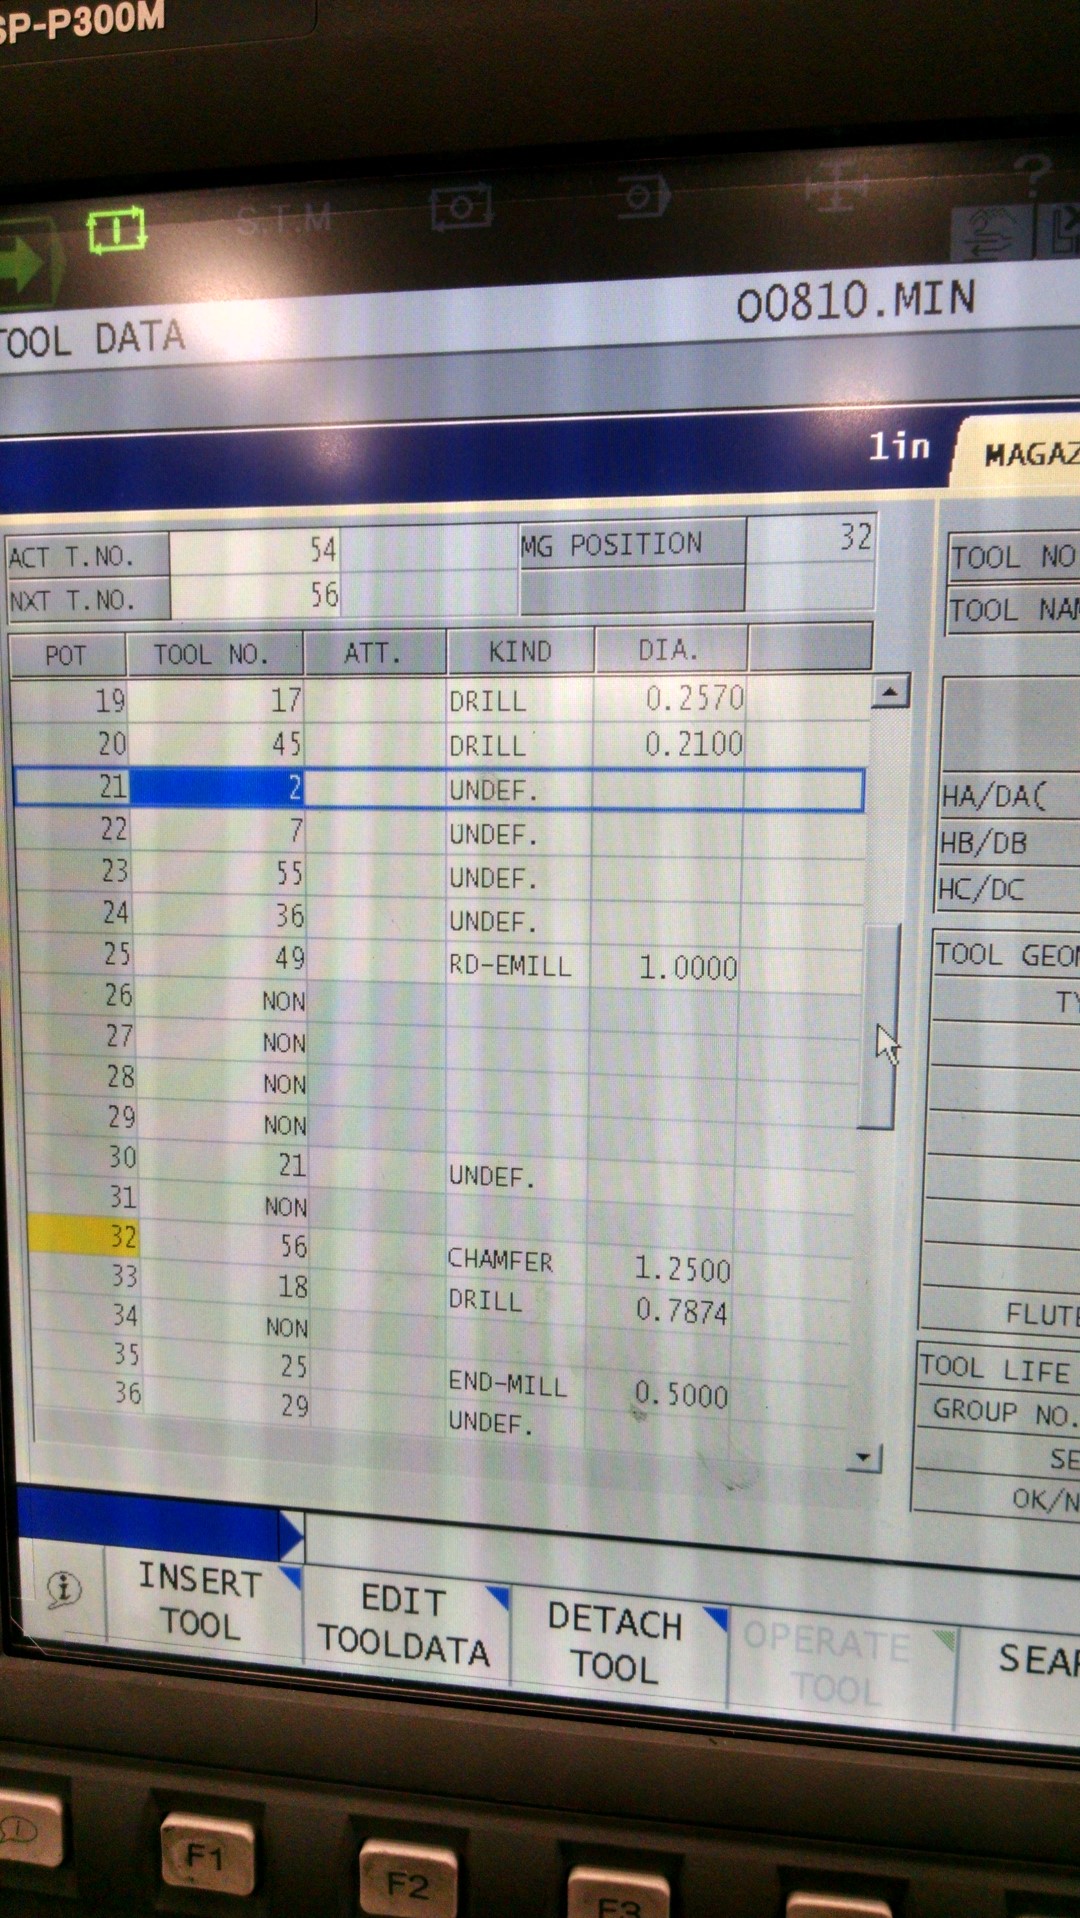 SP-P300M
S.T.M
?
TOOL DATA
O0810.MIN
1in
MAGAZ
ACT T.NO. 54 MG POSITION 32
NXT T.NO. 56
TOOL NO
TOOL NAM
POT TOOL NO. ATT. KIND DIA.
19 17 DRILL 0.2570
20 45 DRILL 0.2100
21 2 UNDEF.
22 7 UNDEF.
23 55 UNDEF.
24 36 UNDEF.
25 49 RD-EMILL 1.0000
26 NON
27 NON
28 NON
29 NON
30 21 UNDEF.
31 NON
32 56 CHAMFER 1.2500
33 18 DRILL 0.7874
34 NON
35 25 END-MILL 0.5000
36 29 UNDEF.
HA/DA(
HB/DB
HC/DC
TOOL GEOM
TY
FLUTE
TOOL LIFE
GROUP NO.
SE
OK/N
i
INSERT TOOL
EDIT TOOLDATA
DETACH TOOL
OPERATE TOOL
SEAR
i
F1
F2
F3